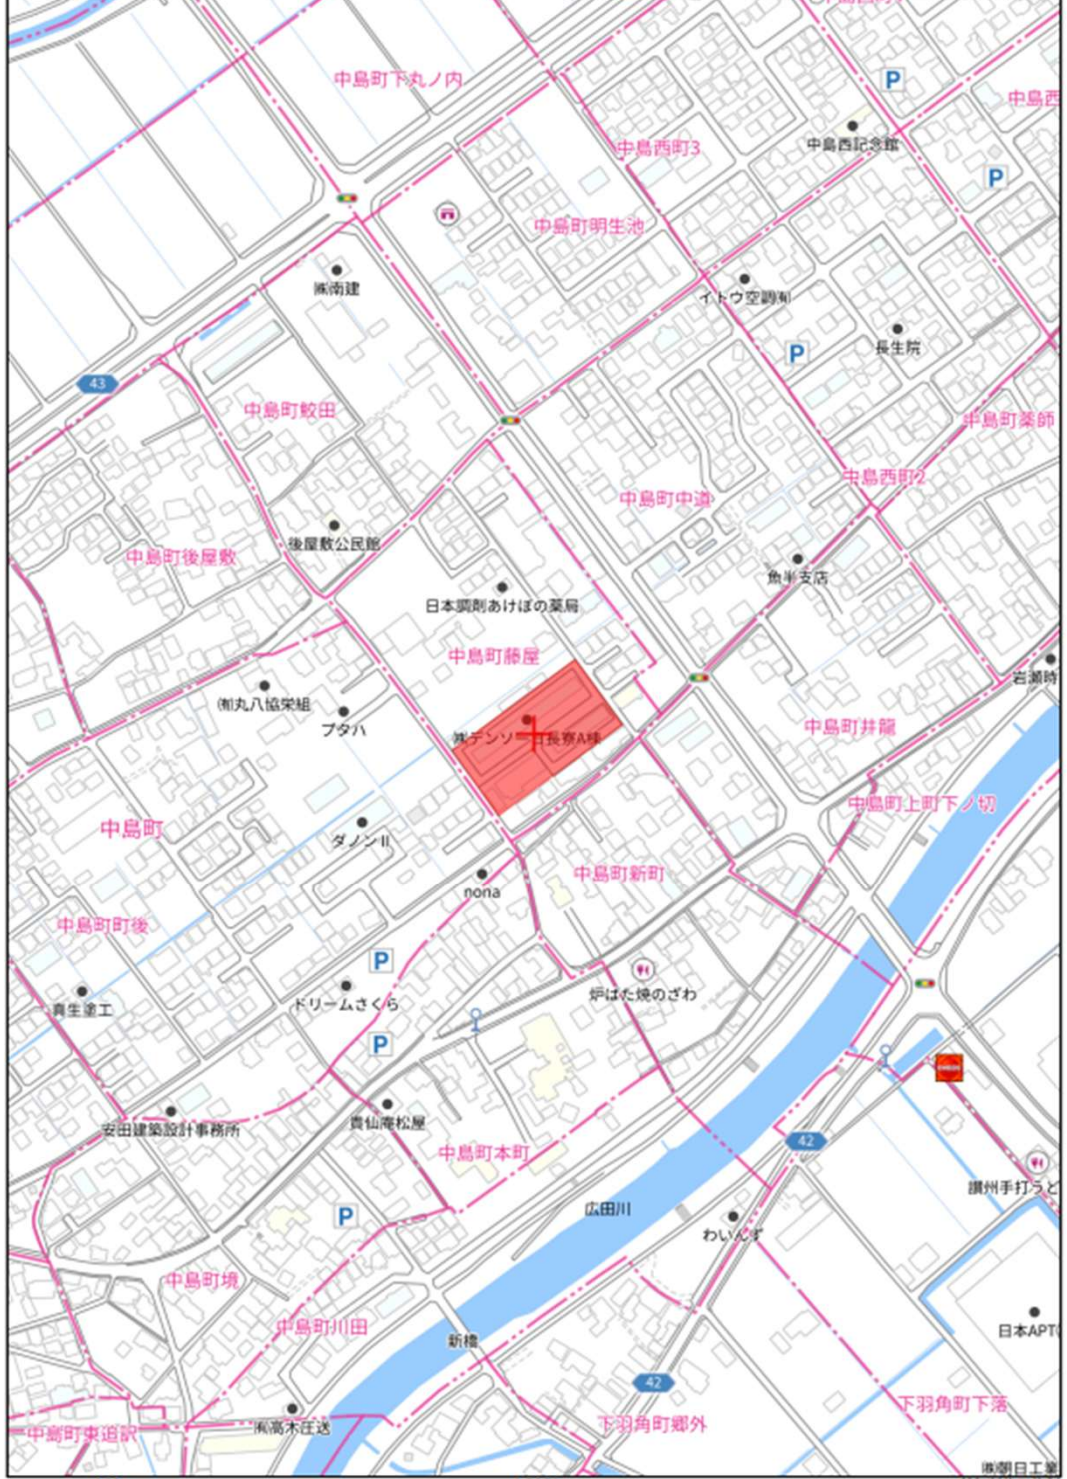 中島町下丸ノ内
P
中島西
中島西記念館
中島西町3
P
中島町明生池
㈱南建
イトウ空調㈲
長生院
P
43
中島町鮫田
中島町薬師
中島西町2
中島町中道
後屋敷公民館
中島町後屋敷
魚半支店
日本調剤あけぼの薬局
中島町藤屋
岩瀬時
㈲丸八協栄組
プタハ
中島町井龍
中島町上町下ノ切
中島町
ダノンⅡ
中島町新町
nona
中島町町後
P
炉ばた焼のざわ
ドリームさくら
真生塗工
P
貴仙庵松屋
安田建築設計事務所
42
中島町本町
讃州手打うど
広田川
P
わいんず
中島町境
中島町川田
日本APT
新橋
42
下羽角町下落
㈲高木圧送
下羽角町郷外
中島町東追訳
㈱朝日工業